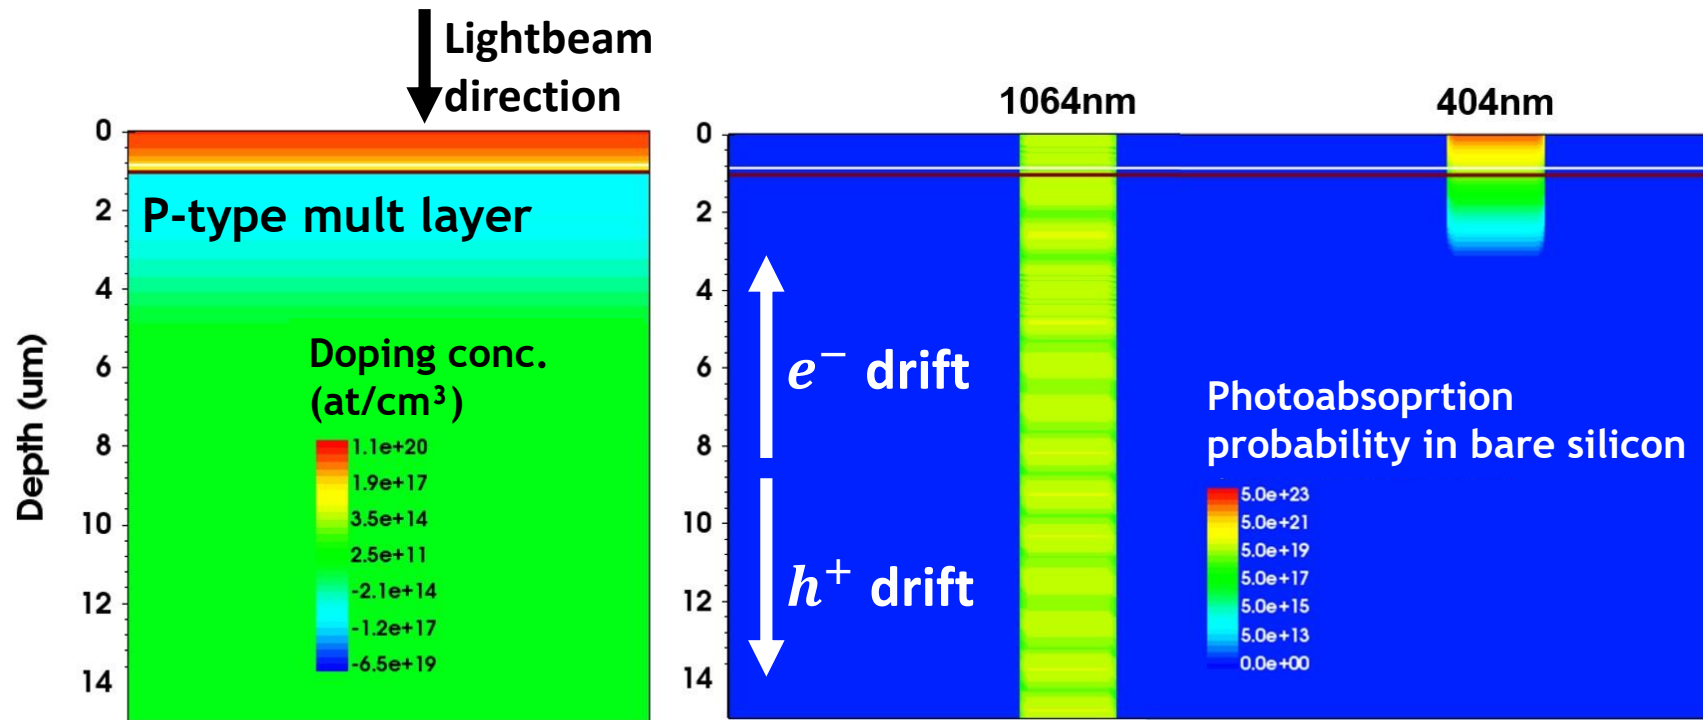 Lightbeam
direction
0
2
4
6
8
10
12
14
Depth (um)
P-type mult layer
Doping conc.
(at/cm³)
1.1e+20
1.9e+17
3.5e+14
2.5e+11
-2.1e+14
-1.2e+17
-6.5e+19
1064nm
404nm
0
2
4
6
8
10
12
14
e⁻ drift
h⁺ drift
Photoabsoprtion
probability in bare silicon
5.0e+23
5.0e+21
5.0e+19
5.0e+17
5.0e+15
5.0e+13
0.0e+00